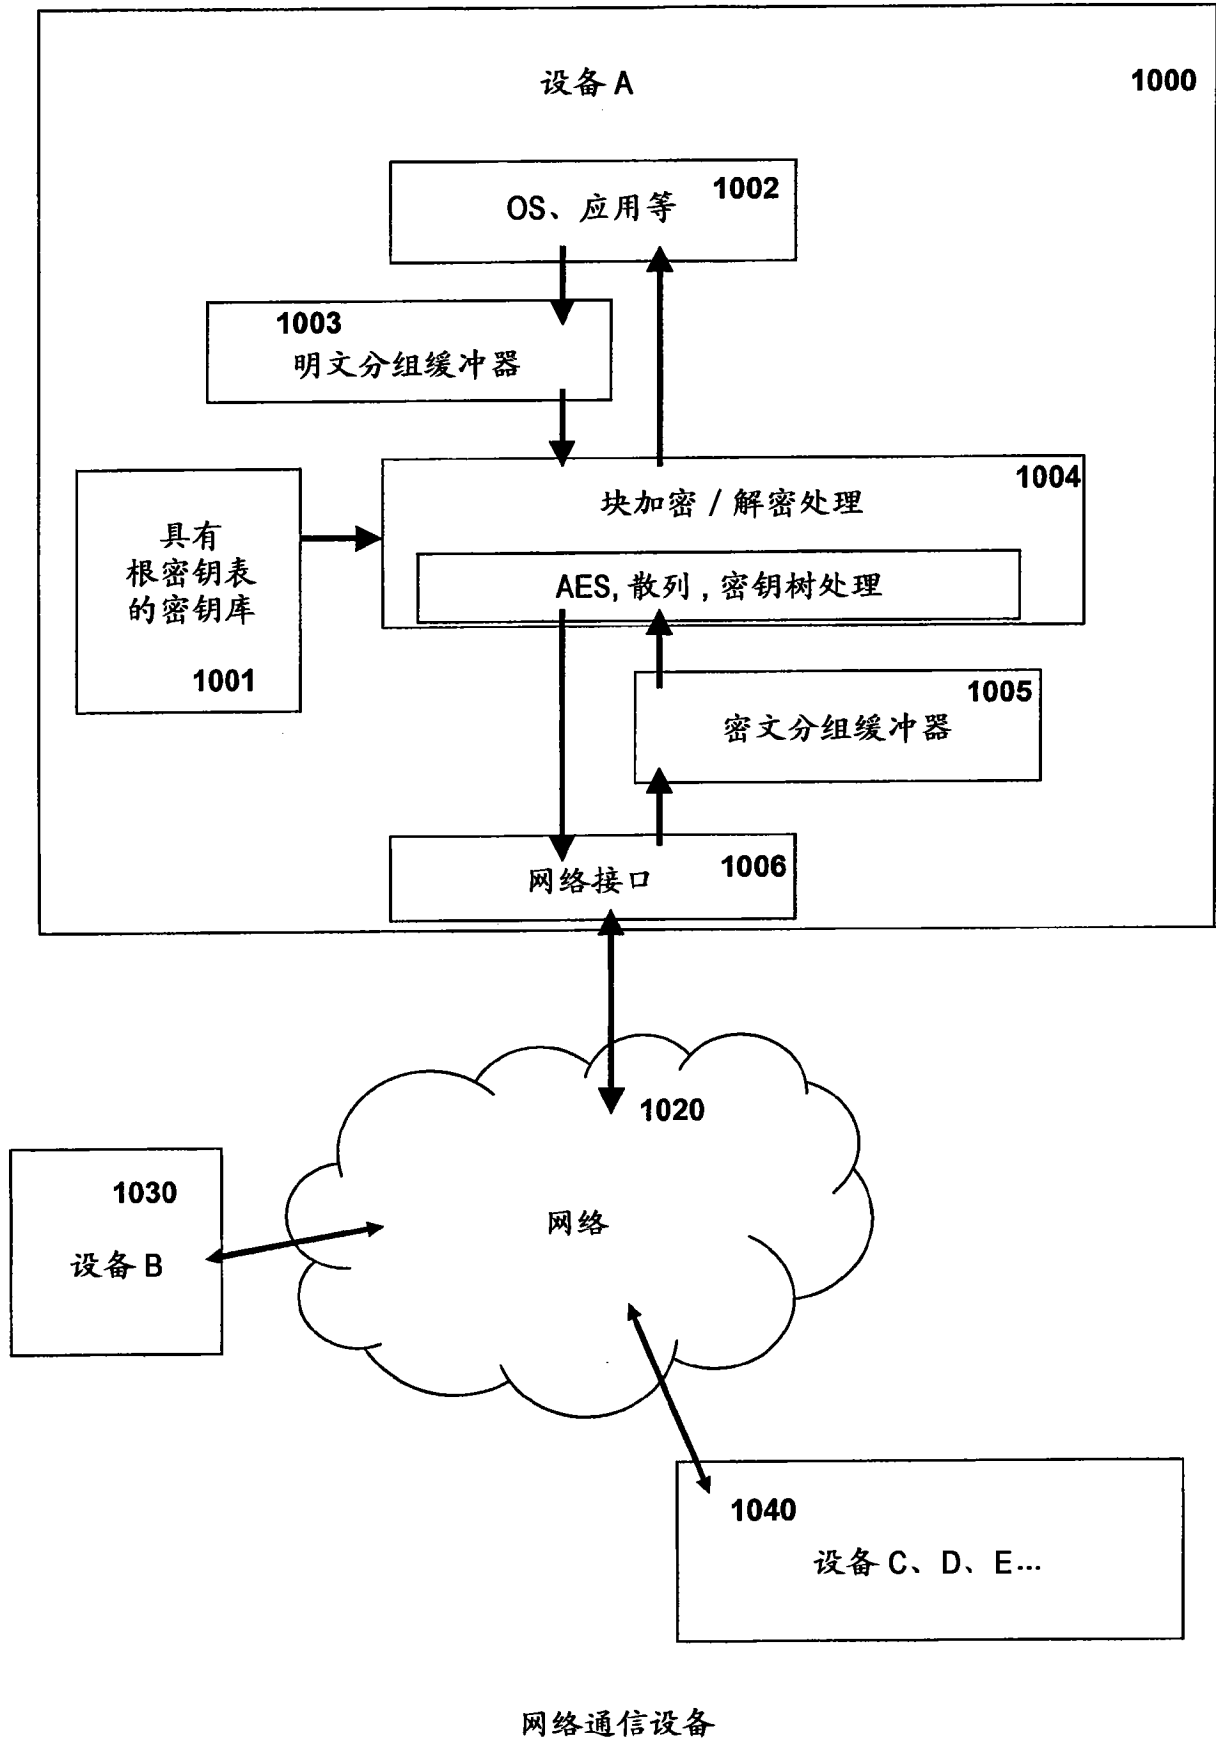 设备 A
1000
1002
OS、应用等
1003
明文分组缓冲器
1004
块加密 / 解密处理
AES, 散列 , 密钥树处理
具有
根密钥表
的密钥库
1001
1005
密文分组缓冲器
1006
网络接口
1020
网络
1030
设备 B
1040
设备 C、D、E...
网络通信设备